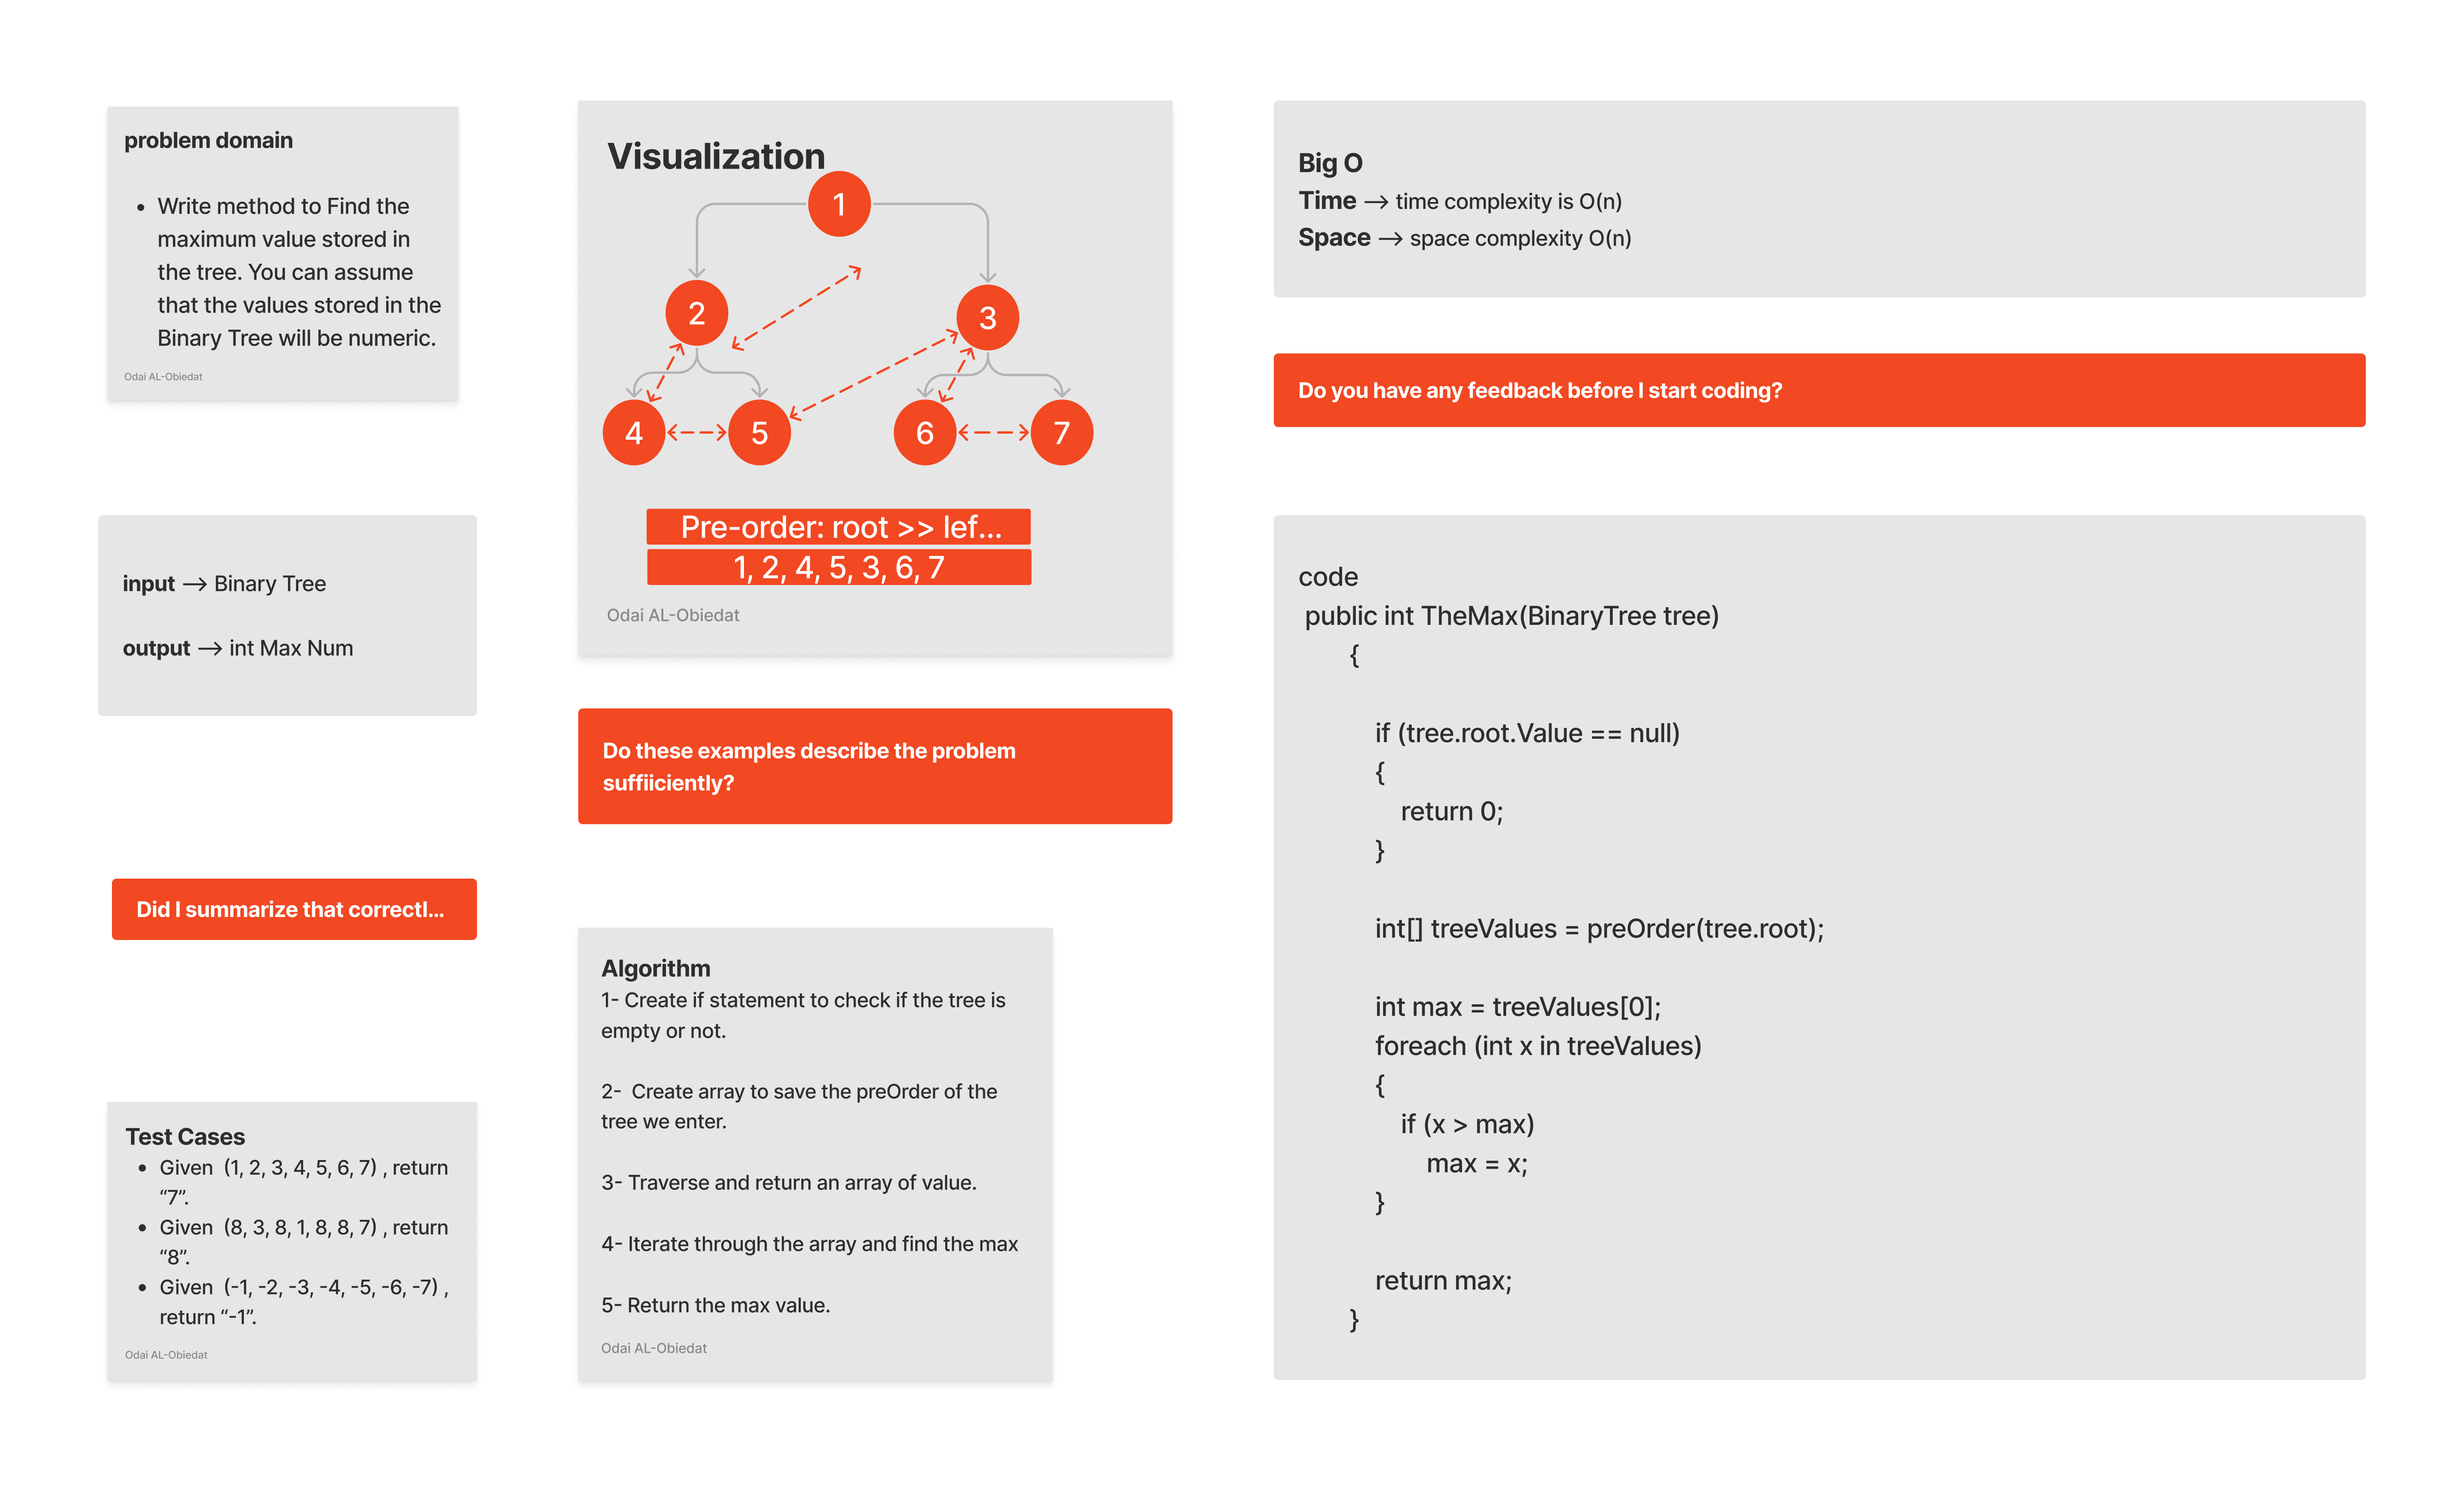 problem domain
• Write method to Find the
maximum value stored in
the tree. You can assume
that the values stored in the
Binary Tree will be numeric.
Odai AL-Obiedat
input → Binary Tree
output → int Max Num
Did I summarize that correctl...
Test Cases
• Given (1, 2, 3, 4, 5, 6, 7) , return
“7”.
• Given (8, 3, 8, 1, 8, 8, 7) , return
“8”.
• Given (-1, -2, -3, -4, -5, -6, -7) ,
return “-1”.
Odai AL-Obiedat
Visualization
1
2
3
4
5
6
7
Pre-order: root >> lef...
1, 2, 4, 5, 3, 6, 7
Odai AL-Obiedat
Do these examples describe the problem
suffiiciently?
Algorithm
1- Create if statement to check if the tree is
empty or not.
2- Create array to save the preOrder of the
tree we enter.
3- Traverse and return an array of value.
4- Iterate through the array and find the max
5- Return the max value.
Odai AL-Obiedat
Big O
Time → time complexity is O(n)
Space → space complexity O(n)
Do you have any feedback before I start coding?
code
public int TheMax(BinaryTree tree)
{
if (tree.root.Value == null)
{
return 0;
}
int[] treeValues = preOrder(tree.root);
int max = treeValues[0];
foreach (int x in treeValues)
{
if (x > max)
max = x;
}
return max;
}